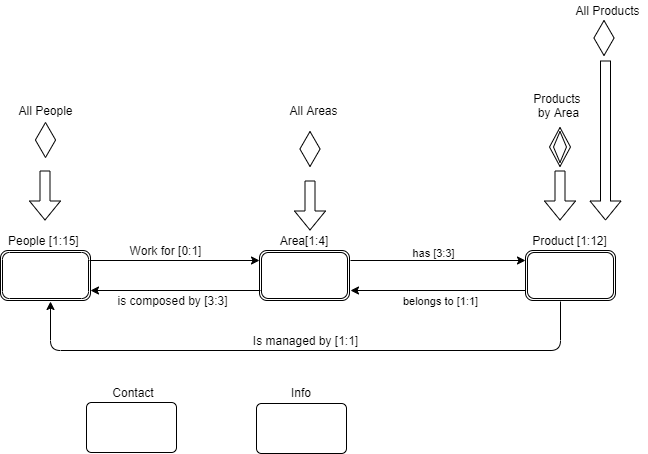 All Products
Products
by Area
All People
All Areas
People [1:15]
Area[1:4]
Product [1:12]
Work for [0:1]
has [3:3]
is composed by [3:3]
belongs to [1:1]
Is managed by [1:1]
Contact
Info